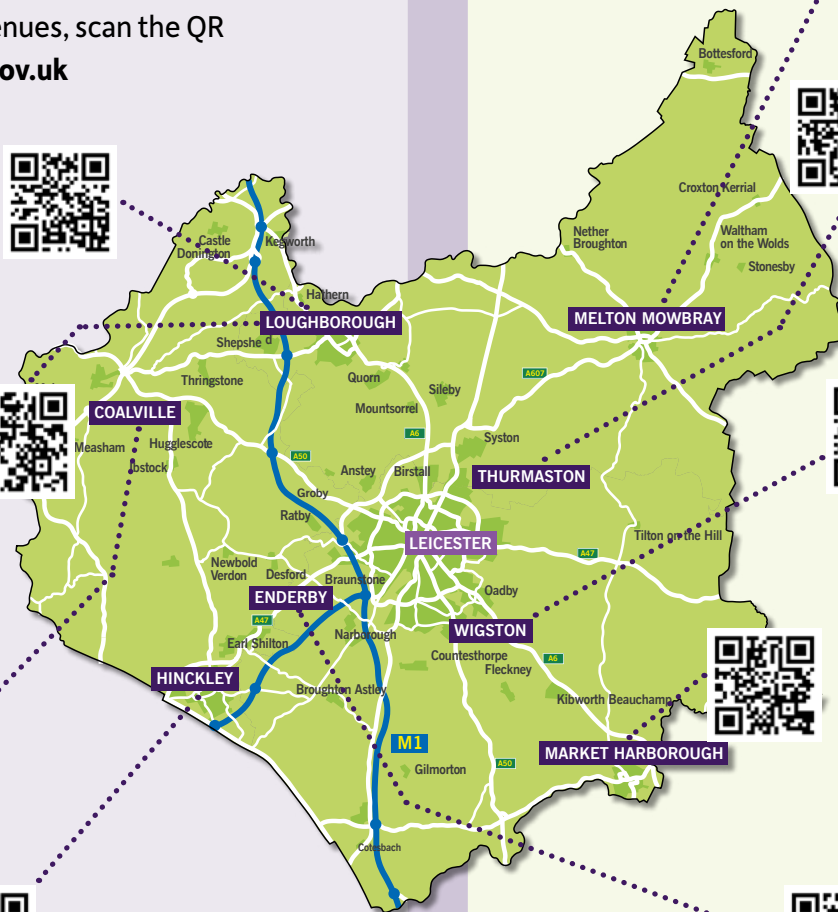 enues, scan the QR
ov.uk
Bottesford
Croxton Kerrial
Nether
Broughton
Waltham
on the Wolds
Stonesby
Castle
Donington
Kegworth
Hathern
LOUGHBOROUGH
MELTON MOWBRAY
Shepshe d
Thringstone
Quorn
Sileby
A607
Mountsorrel
COALVILLE
A6
Measham
Hugglescote
Ibstock
A50
Syston
Anstey
Birstall
THURMASTON
Groby
Ratby
LEICESTER
Tilton on the Hill
A47
Newbold
Verdon
Desford
Braunstone
ENDERBY
Oadby
A47
Narborough
WIGSTON
Earl Shilton
Countesthorpe
A6
Fleckney
HINCKLEY
Broughton Astley
Kibworth Beauchamp
M1
MARKET HARBOROUGH
A50
Gilmorton
Cotesbach